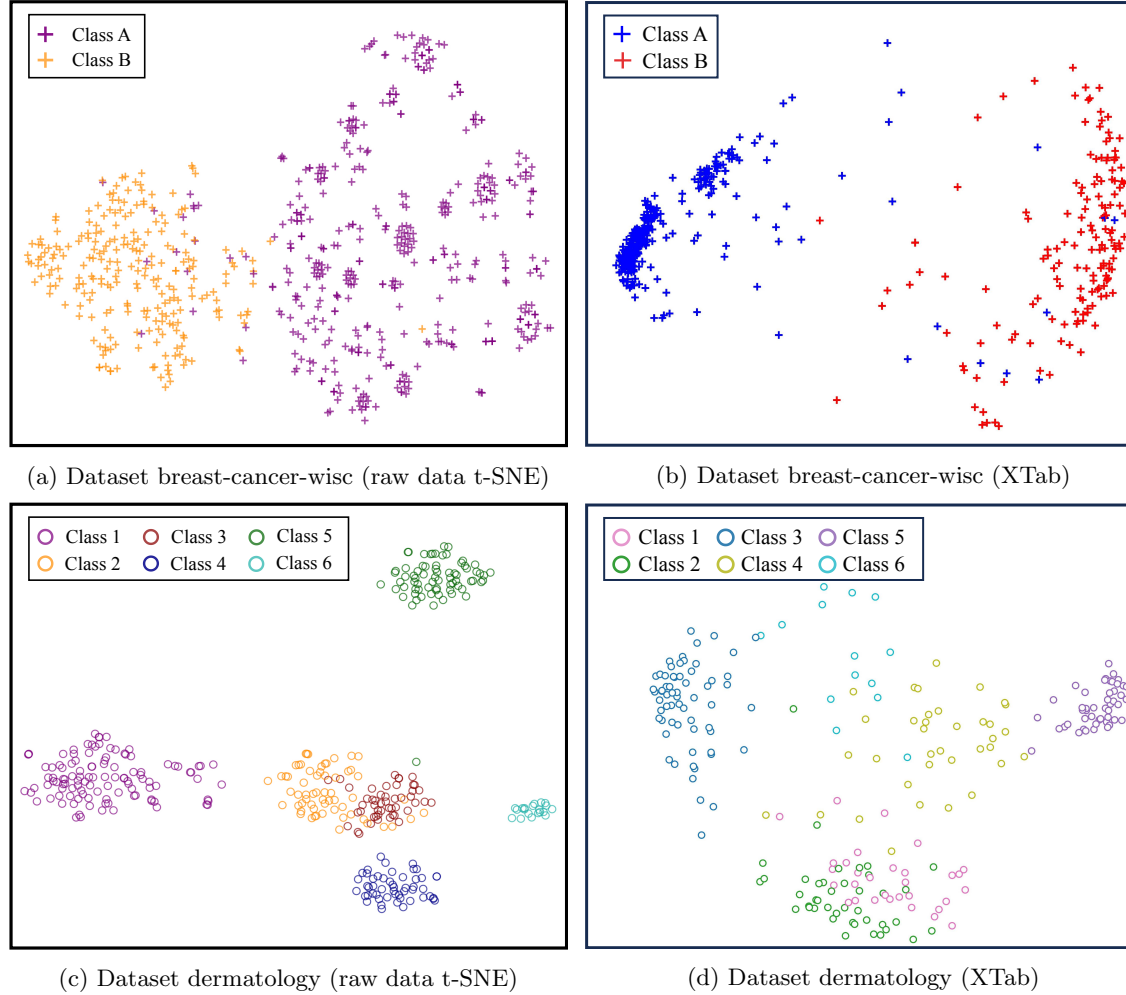 Class A
Class B
Class A
Class B
(a) Dataset breast-cancer-wisc (raw data t-SNE)
(b) Dataset breast-cancer-wisc (XTab)
Class 1 Class 3 Class 5
Class 2 Class 4 Class 6
Class 1 Class 3 Class 5
Class 2 Class 4 Class 6
(c) Dataset dermatology (raw data t-SNE)
(d) Dataset dermatology (XTab)